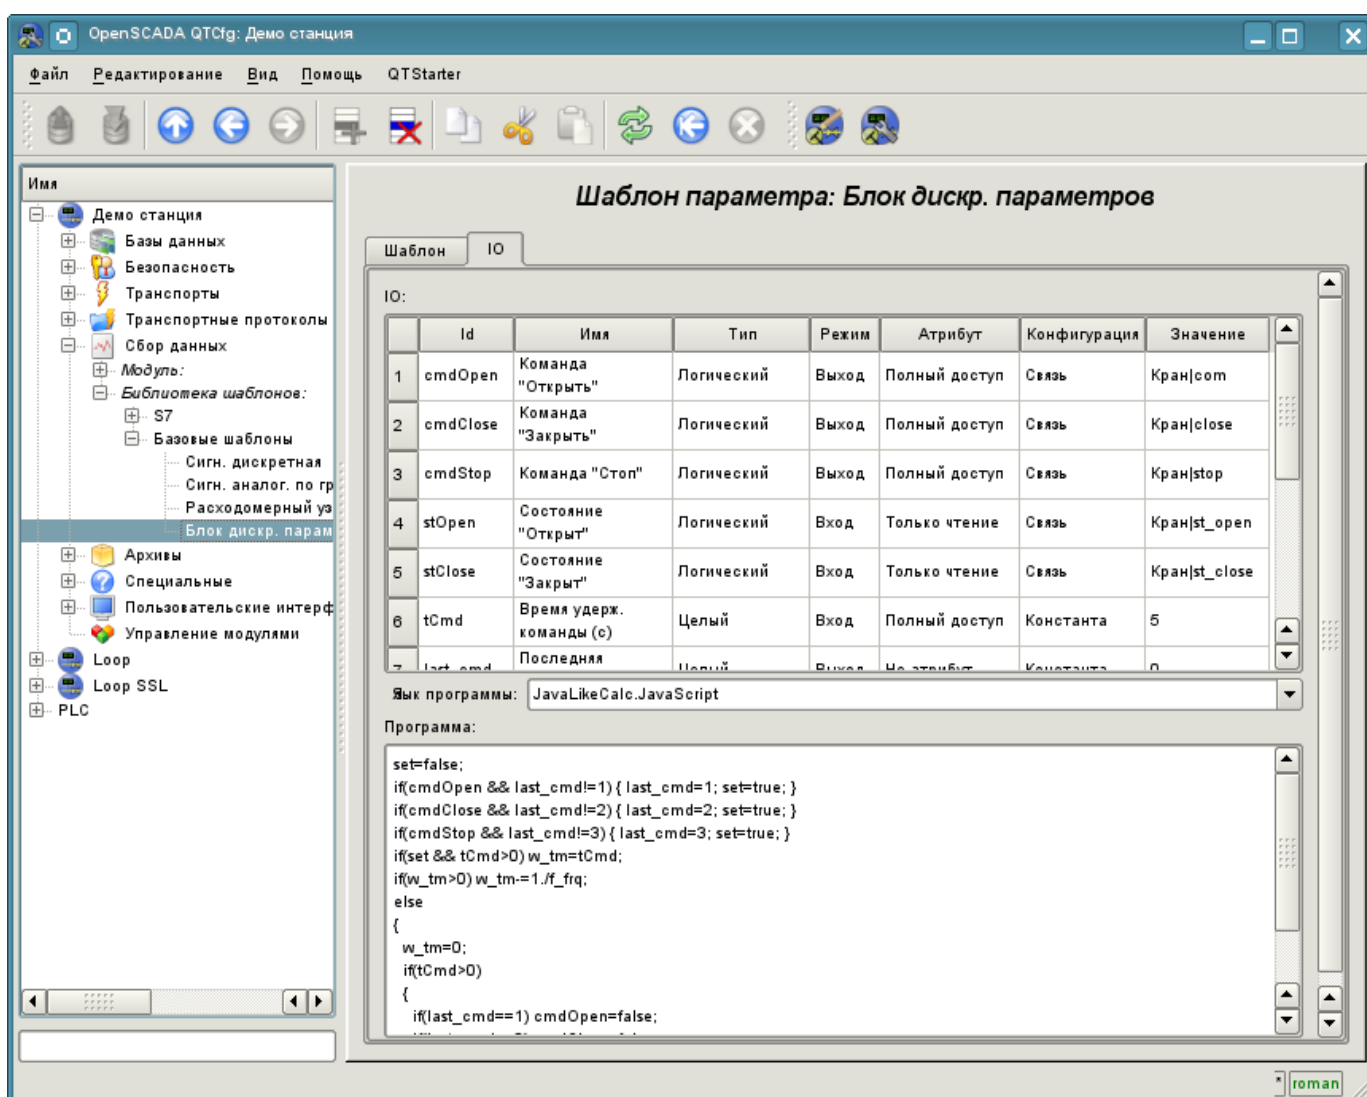 OpenSCADA QTCfg: Демо станция
Файл Редактирование Вид Помощь QTStarter
Имя
Демо станция
Базы данных
Безопасность
Транспорты
Транспортные протоколы
Сбор данных
Модуль:
Библиотека шаблонов:
S7
Базовые шаблоны
Сигн. дискретная
Сигн. аналог. по гр
Расходомерный уз
Блок дискр. парам
Архивы
Специальные
Пользовательские интерф
Управление модулями
Loop
Loop SSL
PLC
Шаблон параметра: Блок дискр. параметров
Шаблон IO
IO:
Id Имя Тип Режим Атрибут Конфигурация Значение
1 cmdOpen Команда "Открыть" Логический Выход Полный доступ Связь Кран|com
2 cmdClose Команда "Закрыть" Логический Выход Полный доступ Связь Кран|close
3 cmdStop Команда "Стоп" Логический Выход Полный доступ Связь Кран|stop
4 stOpen Состояние "Открыт" Логический Вход Только чтение Связь Кран|st_open
5 stClose Состояние "Закрыт" Логический Вход Только чтение Связь Кран|st_close
6 tCmd Время удерж. команды (с) Целый Вход Полный доступ Константа 5
7 last_cmd Последняя Целый Выход Не атрибут Константа 0
Язык программы: JavaLikeCalc.JavaScript
Программа:
set=false;
if(cmdOpen && last_cmd!=1) { last_cmd=1; set=true; }
if(cmdClose && last_cmd!=2) { last_cmd=2; set=true; }
if(cmdStop && last_cmd!=3) { last_cmd=3; set=true; }
if(set && tCmd>0) w_tm=tCmd;
if(w_tm>0) w_tm-=1./f_frq;
else
{
w_tm=0;
if(tCmd>0)
{
if(last_cmd==1) cmdOpen=false;
* roman